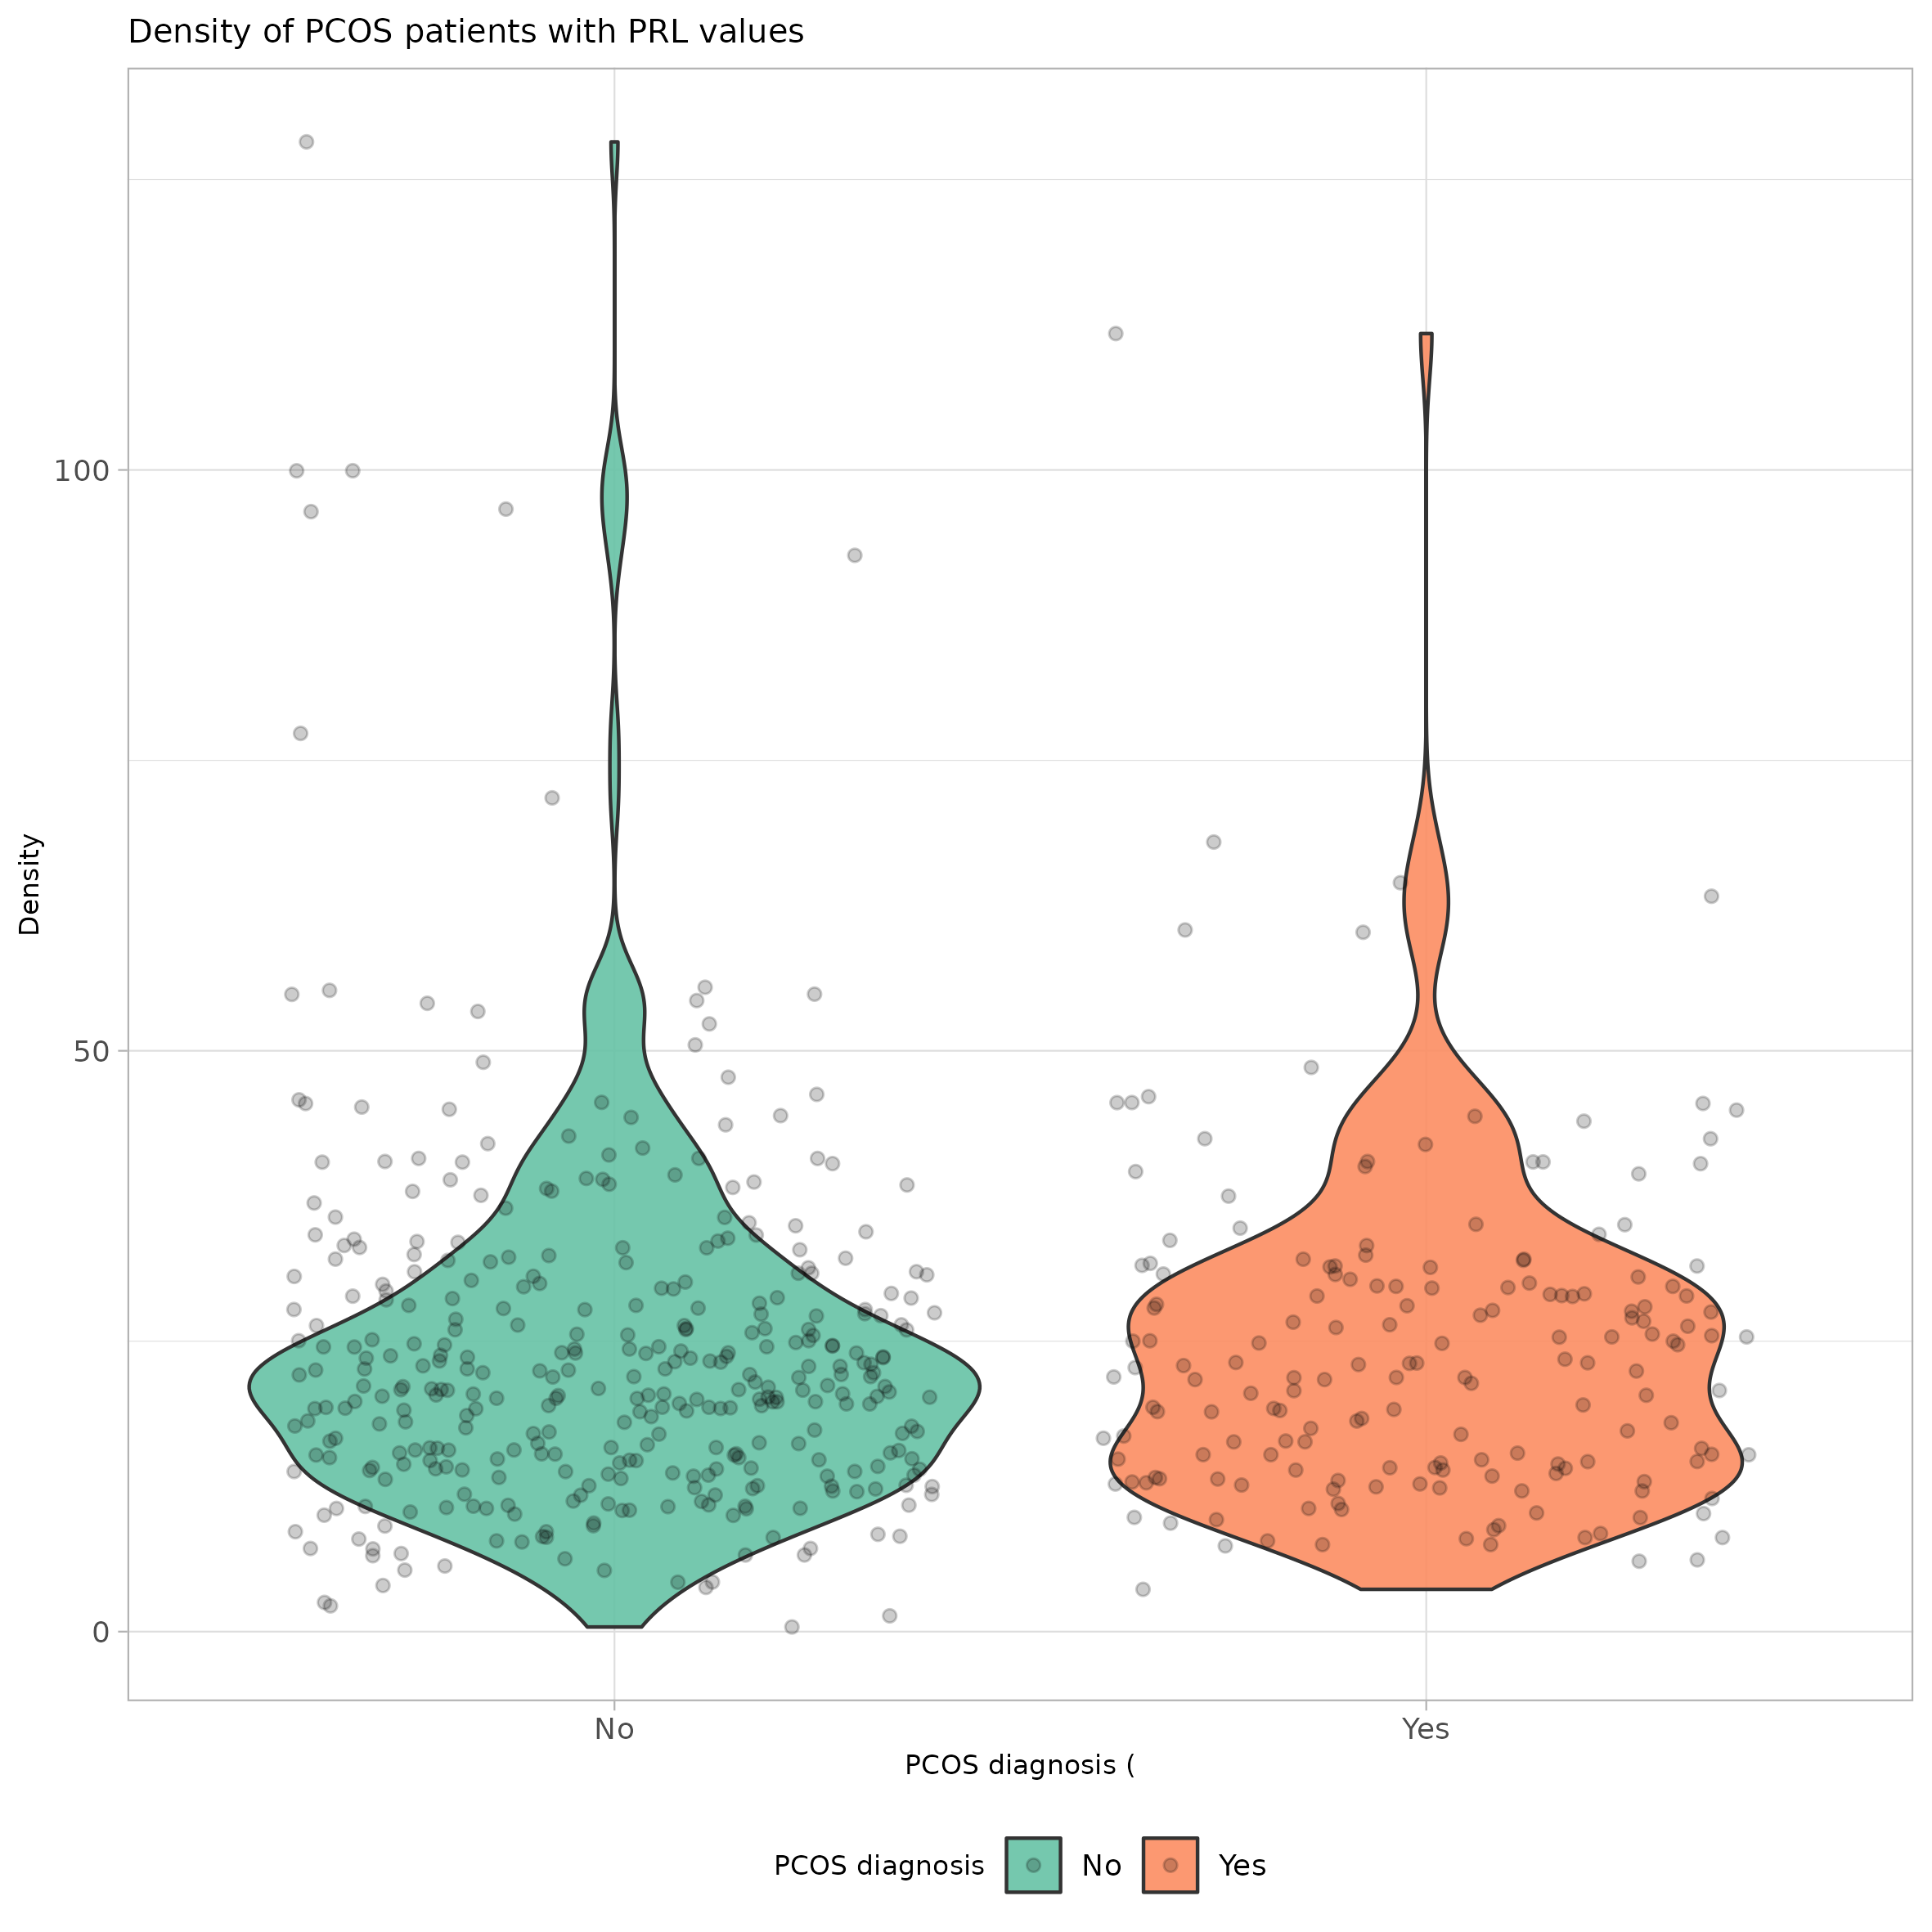 Density of PCOS patients with PRL values
100
50
0
Density
No
Yes
PCOS diagnosis (
PCOS diagnosis No Yes